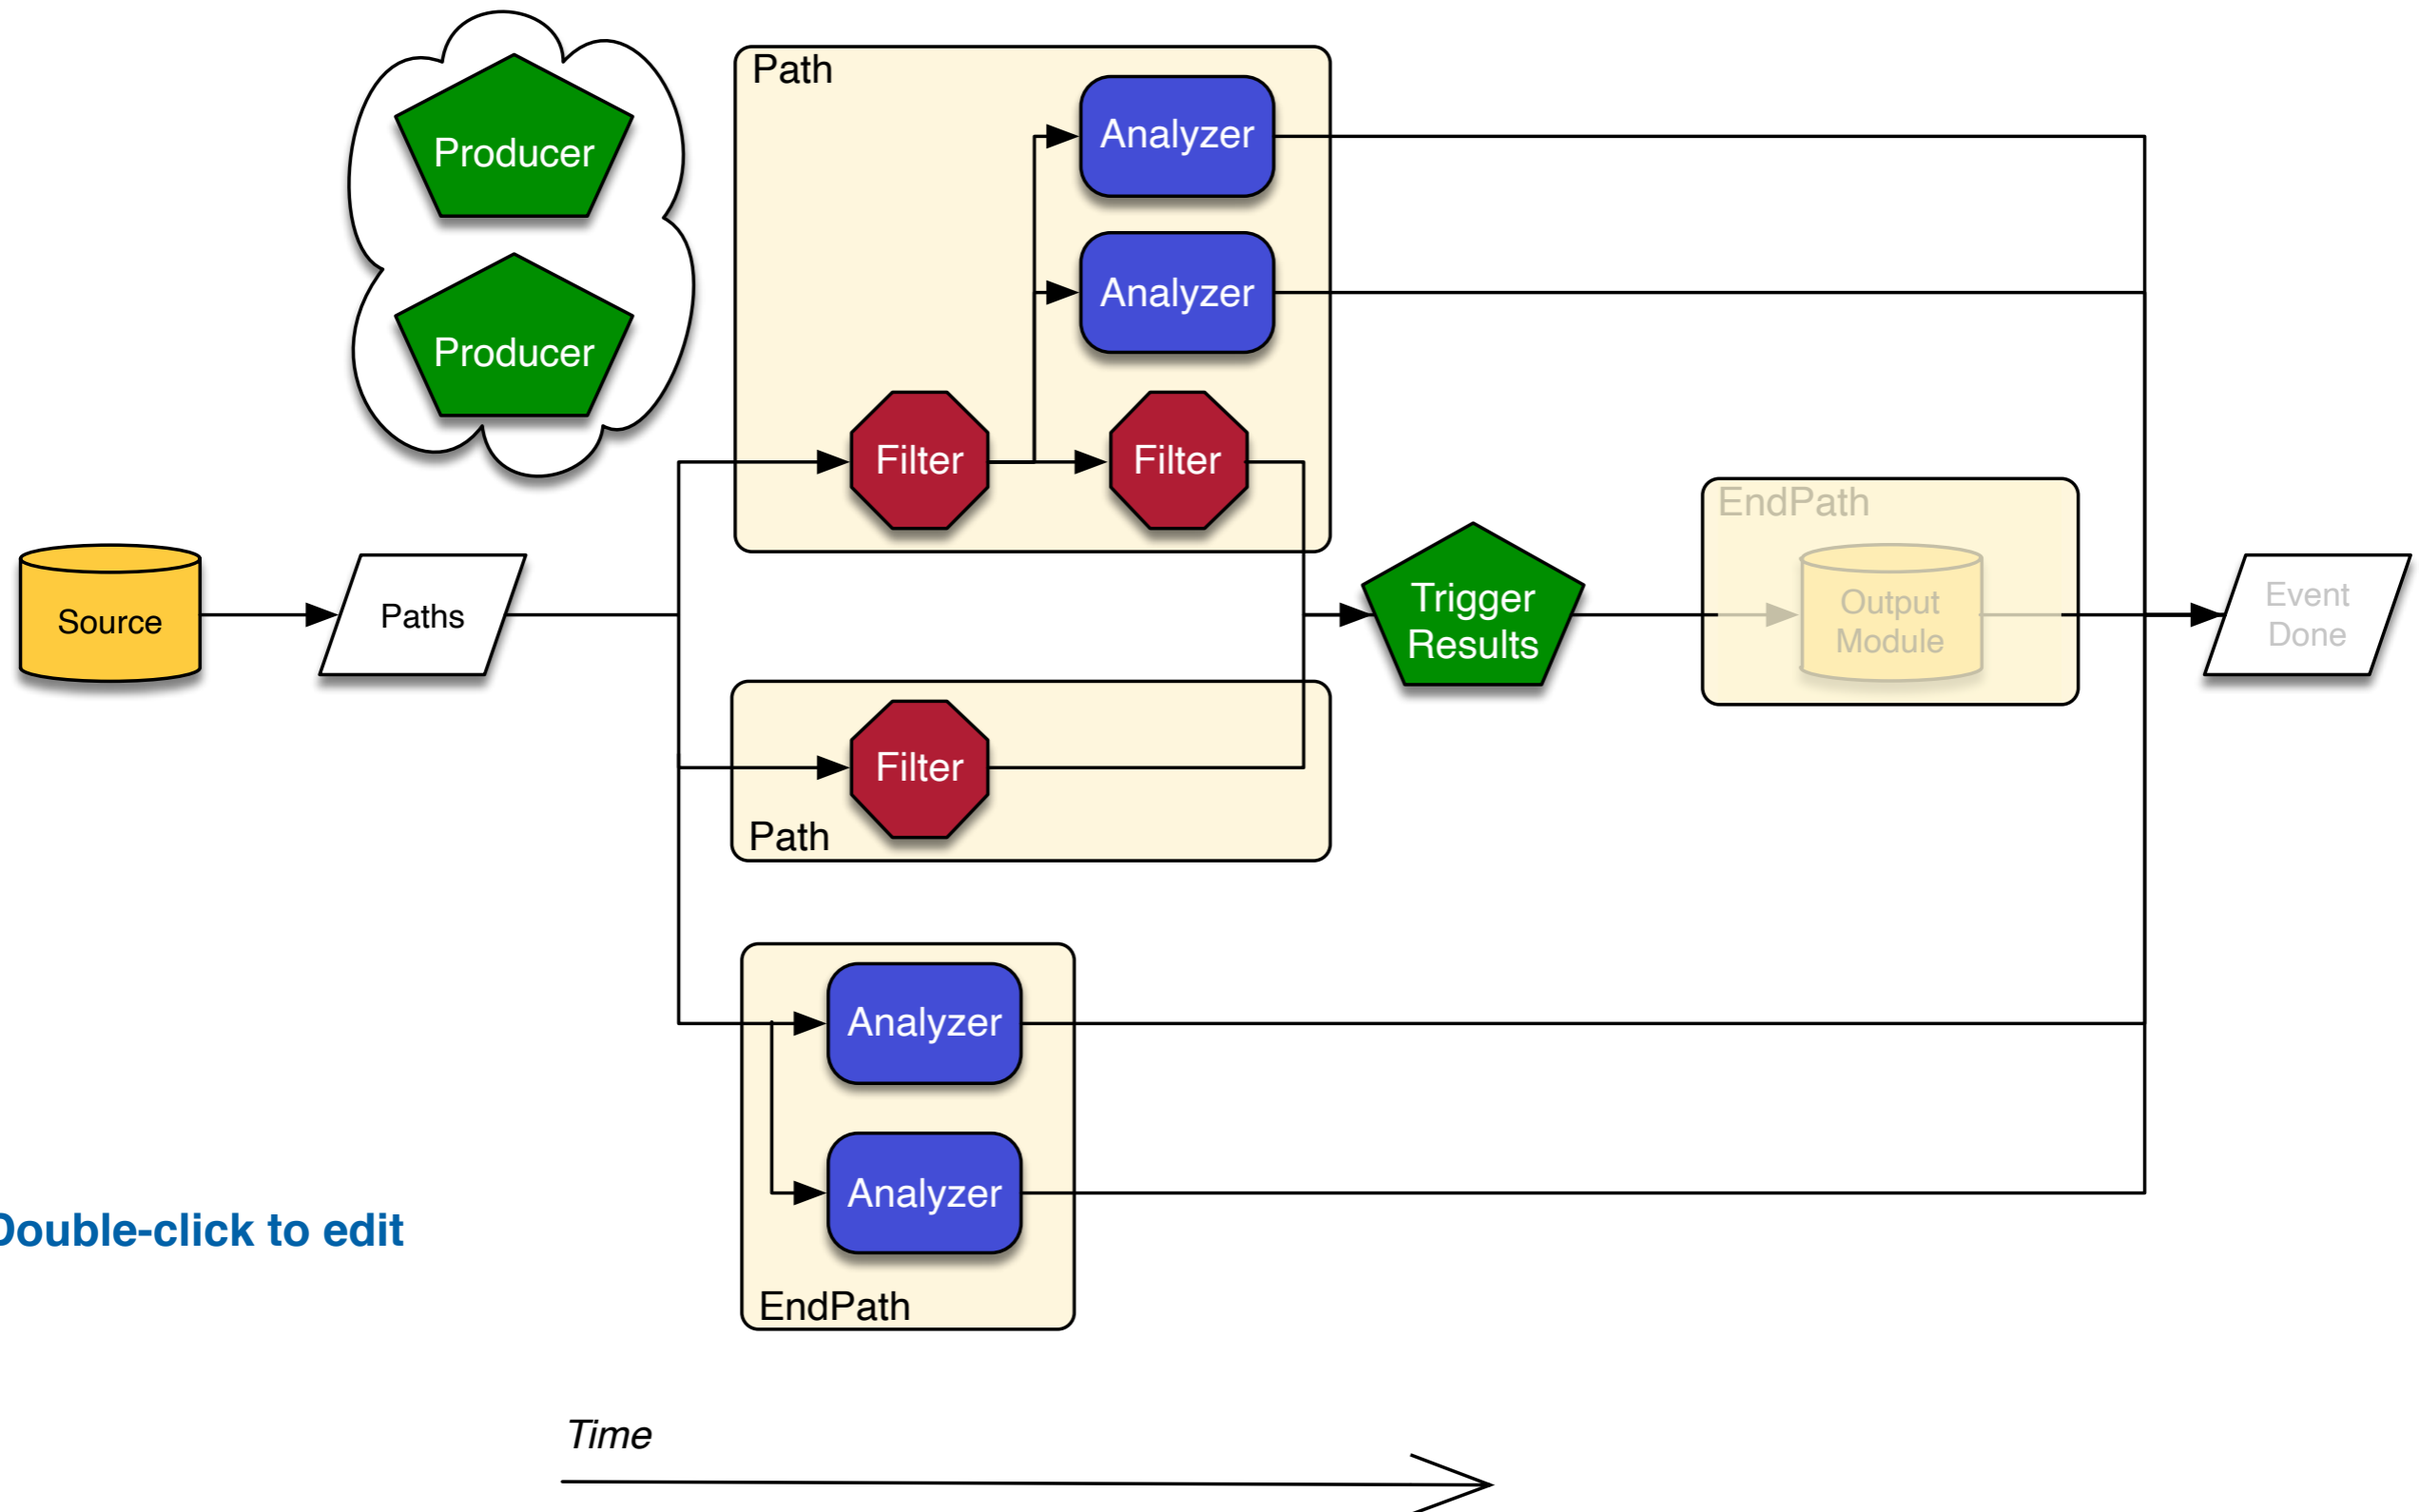 Producer
Producer
Path
Analyzer
Analyzer
Filter
Filter
Source
Paths
Trigger
Results
EndPath
Output
Module
Event
Done
Filter
Path
Analyzer
Analyzer
EndPath
Double-click to edit
Time